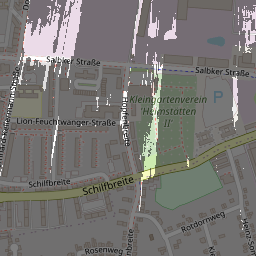 Salbker Straße
Salbker Straße
Kleingartenverein
"Heimstätten
II"
P
Lion-Feuchtwanger-Straße
Schilfbreite
Schilfbreite
Rotdornweg
Rosenweg